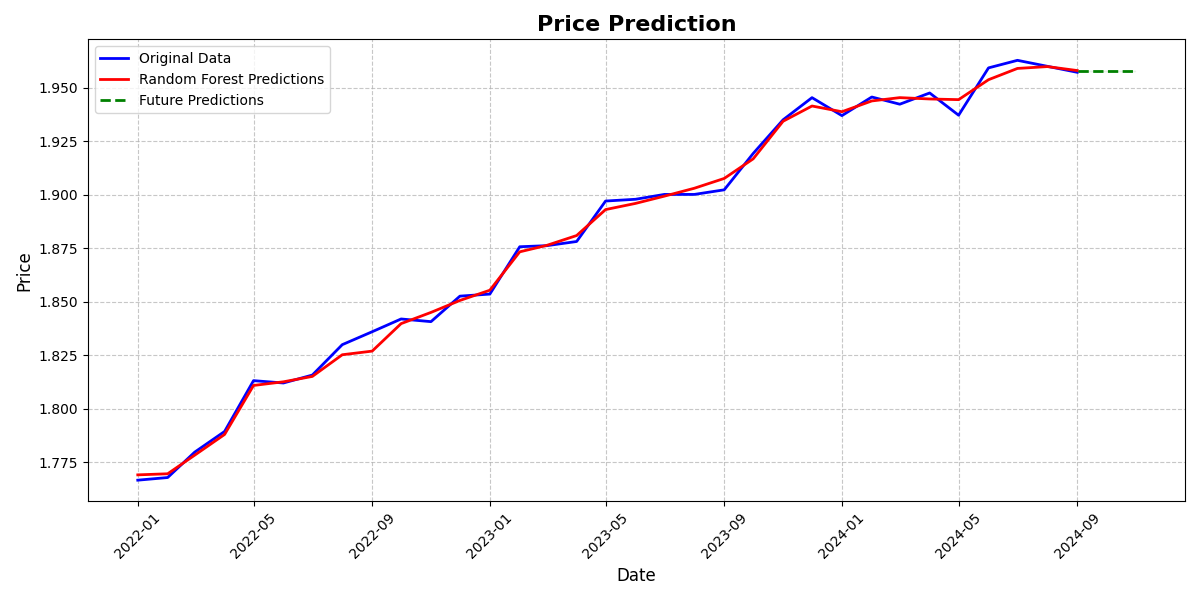 Price Prediction
Original Data
Random Forest Predictions
Future Predictions
Price
1.950
1.925
1.900
1.875
1.850
1.825
1.800
1.775
2022-01
2022-05
2022-09
2023-01
2023-05
2023-09
2024-01
2024-05
2024-09
Date